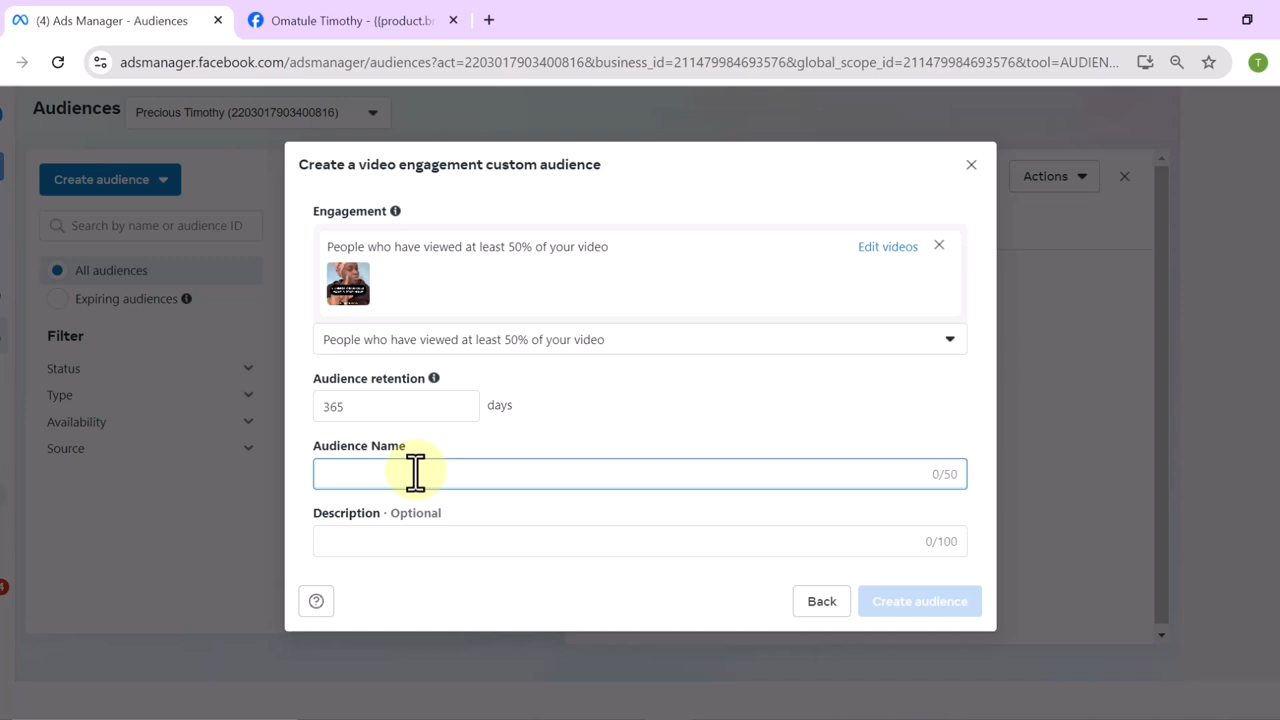 (4) Ads Manager - Audiences
Omatule Timothy - ((product.br
adsmanager.facebook.com/adsmanager/audiences?act=2203017903400816&business_id=211479984693576&global_scope_id=211479984693576&tool=AUDIEN...
T
Audiences
Precious Timothy (2203017903400816)
Create audience
Search by name or audience ID
All audiences
Expiring audiences
Filter
Status
Type
Availability
Source
Actions
Create a video engagement custom audience
Engagement
People who have viewed at least 50% of your video
Edit videos
People who have viewed at least 50% of your video
Audience retention
365 days
Audience Name
0/50
Description · Optional
0/100
Back
Create audience
4